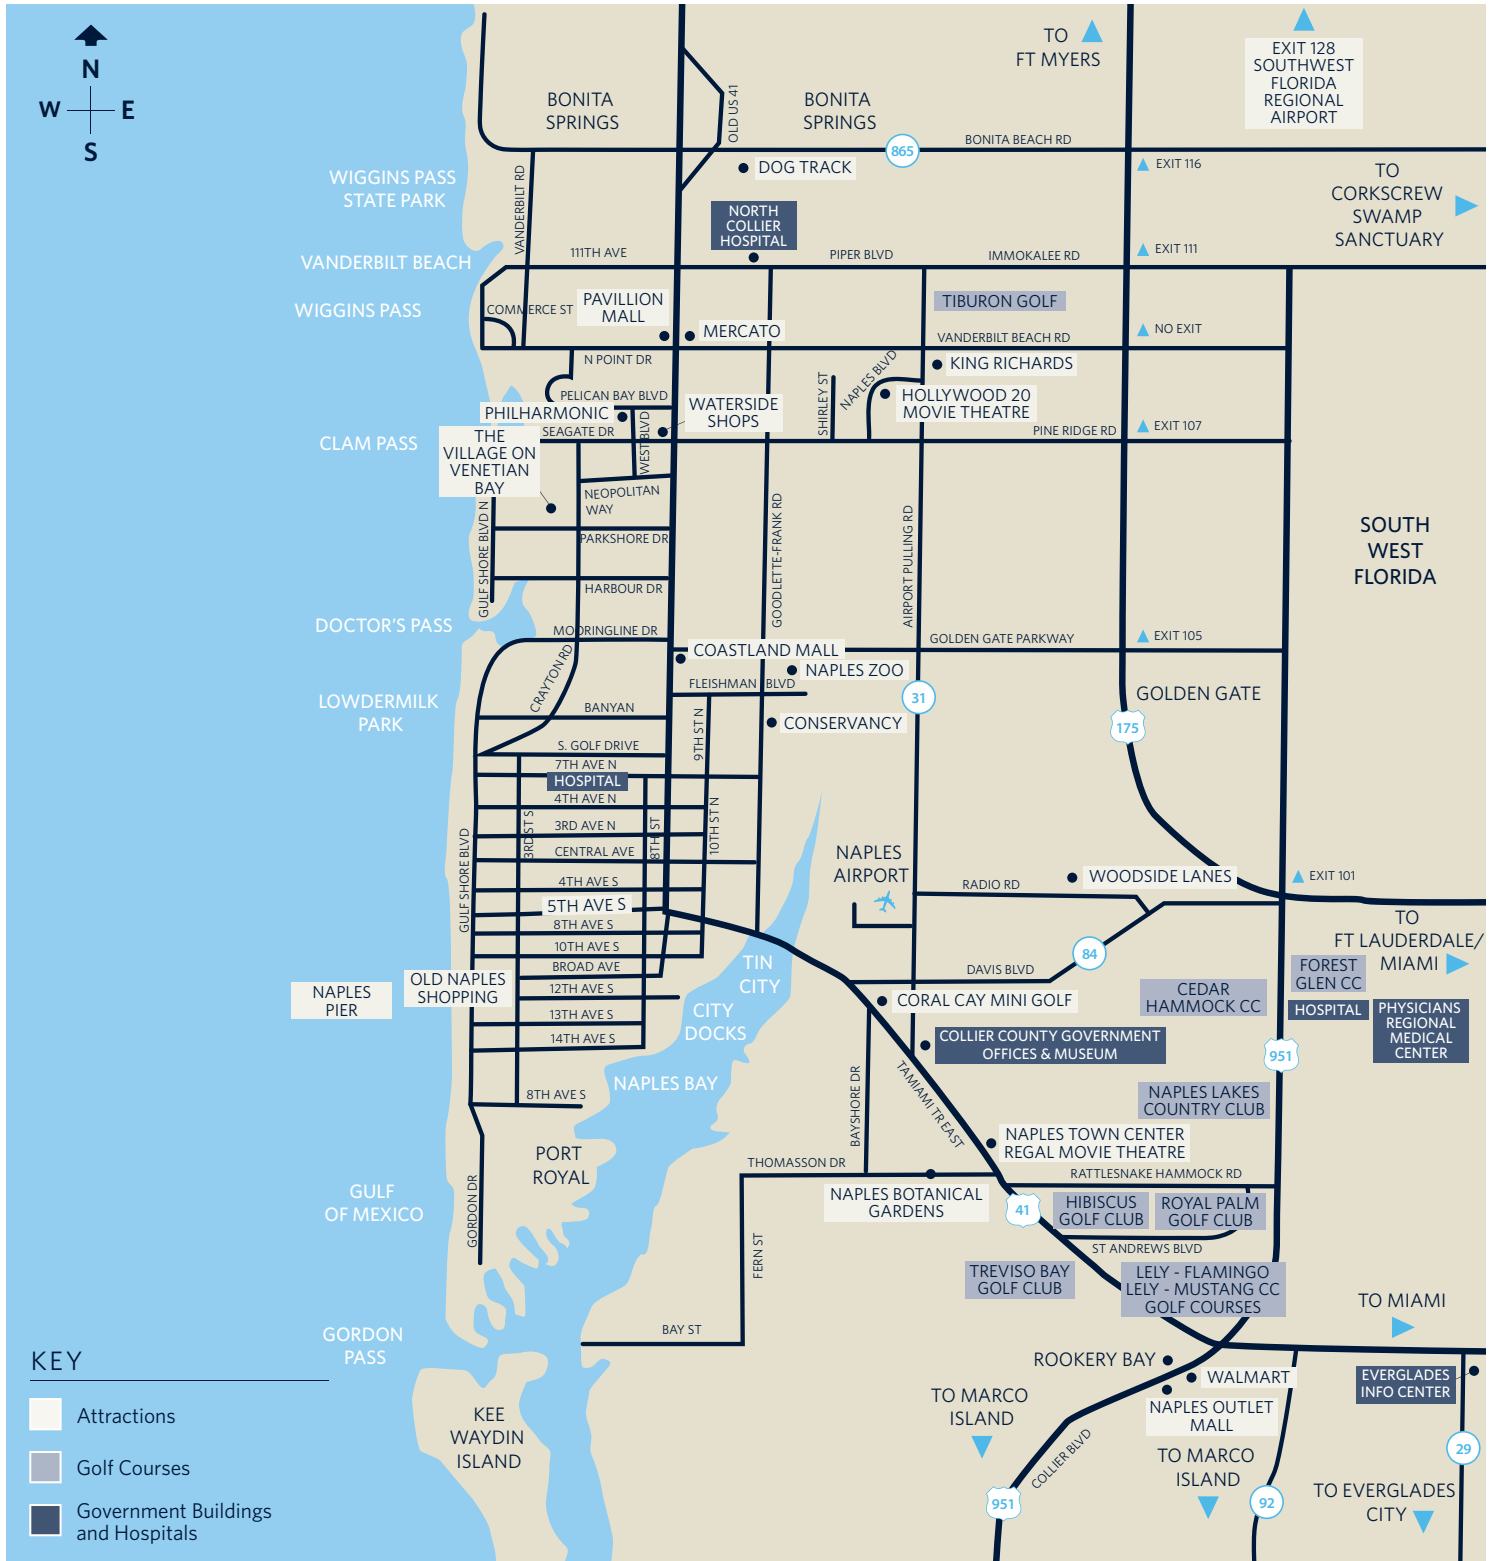 N
W
E
S
TO
FT MYERS
EXIT 128
SOUTHWEST
FLORIDA
REGIONAL
AIRPORT
BONITA
SPRINGS
OLD US 41
BONITA
SPRINGS
BONITA BEACH RD
865
DOG TRACK
EXIT 116
TO
CORKSCREW
SWAMP
SANCTUARY
WIGGINS PASS
STATE PARK
VANDERBILT RD
NORTH
COLLIER
HOSPITAL
VANDERBILT BEACH
111TH AVE
PIPER BLVD
IMMOKALEE RD
EXIT 111
WIGGINS PASS
COMMERCE ST
PAVILLION
MALL
MERCATO
TIBURON GOLF
VANDERBILT BEACH RD
NO EXIT
N POINT DR
KING RICHARDS
PELICAN BAY BLVD
SHIRLEY ST
NAPLES BLVD
HOLLYWOOD 20
MOVIE THEATRE
PHILHARMONIC
WATERSIDE
SHOPS
CLAM PASS
SEAGATE DR
WEST BLVD
PINE RIDGE RD
EXIT 107
THE
VILLAGE ON
VENETIAN
BAY
NEOPOLITAN
WAY
GULF SHORE BLVD N
PARKSHORE DR
GOODLETTE-FRANK RD
AIRPORT PULLING RD
SOUTH
WEST
FLORIDA
HARBOUR DR
DOCTOR'S PASS
MOORINGLINE DR
GOLDEN GATE PARKWAY
EXIT 105
CRAYTON RD
COASTLAND MALL
NAPLES ZOO
FLEISHMAN BLVD
31
GOLDEN GATE
LOWDERMILK
PARK
BANYAN
9TH ST N
CONSERVANCY
175
S. GOLF DRIVE
7TH AVE N
HOSPITAL
4TH AVE N
3RD ST S
3RD AVE N
8TH ST
10TH ST N
CENTRAL AVE
GULF SHORE BLVD
NAPLES
AIRPORT
4TH AVE S
RADIO RD
WOODSIDE LANES
EXIT 101
5TH AVE S
8TH AVE S
10TH AVE S
BROAD AVE
TIN
CITY
84
DAVIS BLVD
TO
FT LAUDERDALE/
MIAMI
FOREST
GLEN CC
NAPLES
PIER
OLD NAPLES
SHOPPING
12TH AVE S
13TH AVE S
14TH AVE S
CITY
DOCKS
CORAL CAY MINI GOLF
CEDAR
HAMMOCK CC
HOSPITAL
PHYSICIANS
REGIONAL
MEDICAL
CENTER
COLLIER COUNTY GOVERNMENT
OFFICES & MUSEUM
951
NAPLES BAY
8TH AVE S
BAYSHORE DR
TAMIAMI TR EAST
NAPLES LAKES
COUNTRY CLUB
PORT
ROYAL
THOMASSON DR
NAPLES TOWN CENTER
REGAL MOVIE THEATRE
RATTLESNAKE HAMMOCK RD
GULF
OF MEXICO
GORDON DR
NAPLES BOTANICAL
GARDENS
41
HIBISCUS
GOLF CLUB
ROYAL PALM
GOLF CLUB
FERN ST
ST ANDREWS BLVD
TREVISO BAY
GOLF CLUB
LELY - FLAMINGO
LELY - MUSTANG CC
GOLF COURSES
GORDON
PASS
BAY ST
TO MIAMI
ROOKERY BAY
WALMART
EVERGLADES
INFO CENTER
KEE
WAYDIN
ISLAND
TO MARCO
ISLAND
NAPLES OUTLET
MALL
COLLIER BLVD
TO MARCO
ISLAND
29
951
92
TO EVERGLADES
CITY
KEY
Attractions
Golf Courses
Government Buildings
and Hospitals